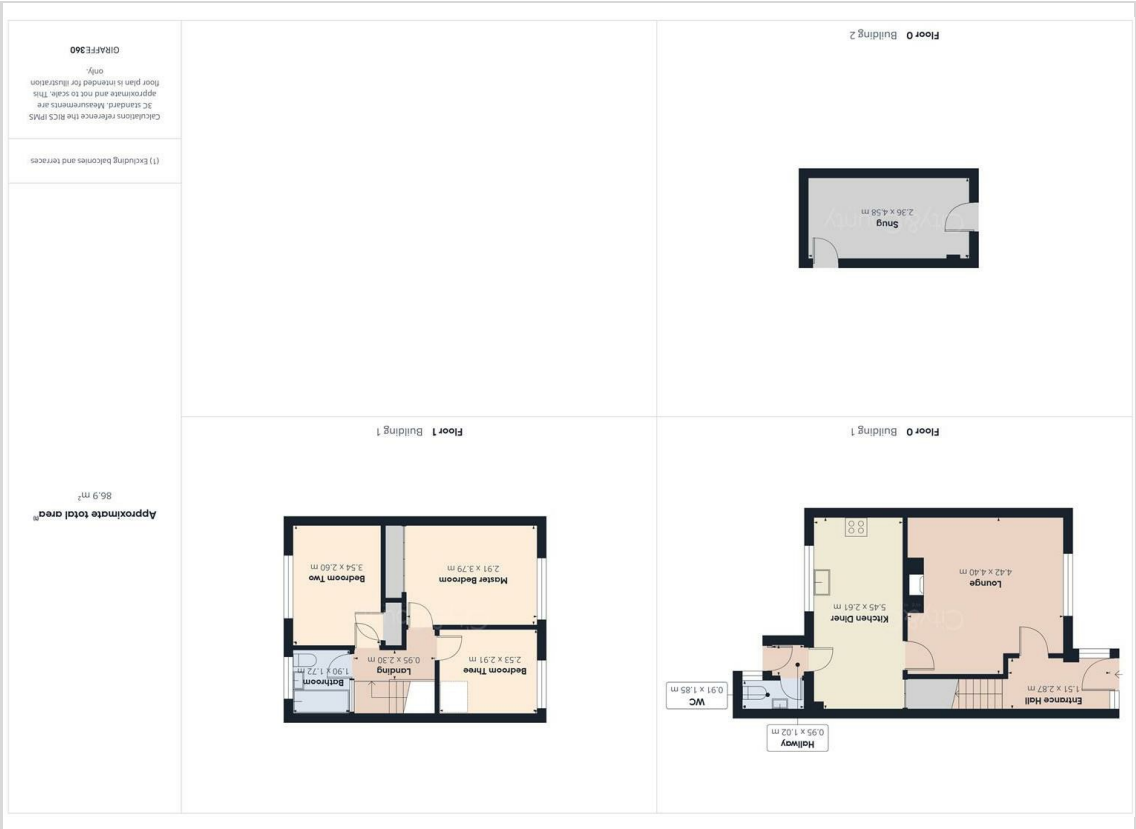 Hallway
0.95 x 1.02 m
WC
0.91 x 1.85 m
Entrance Hall
1.51 x 2.87 m
Kitchen Diner
5.45 x 2.61 m
Lounge
4.42 x 4.40 m
Floor 0 Building 1
Bathroom
1.90 x 1.72 m
Landing
0.95 x 2.30 m
Bedroom Three
2.53 x 2.91 m
Bedroom Two
3.54 x 2.60 m
Master Bedroom
2.91 x 3.79 m
Floor 1 Building 1
Snug
2.36 x 4.58 m
City&County
Floor 0 Building 2
Approximate total area(1)
86.9 m²
(1) Excluding balconies and terraces
Calculations reference the RICS IPMS
3C standard. Measurements are
approximate and not to scale. This
floor plan is intended for illustration
only.
GIRAFFE360